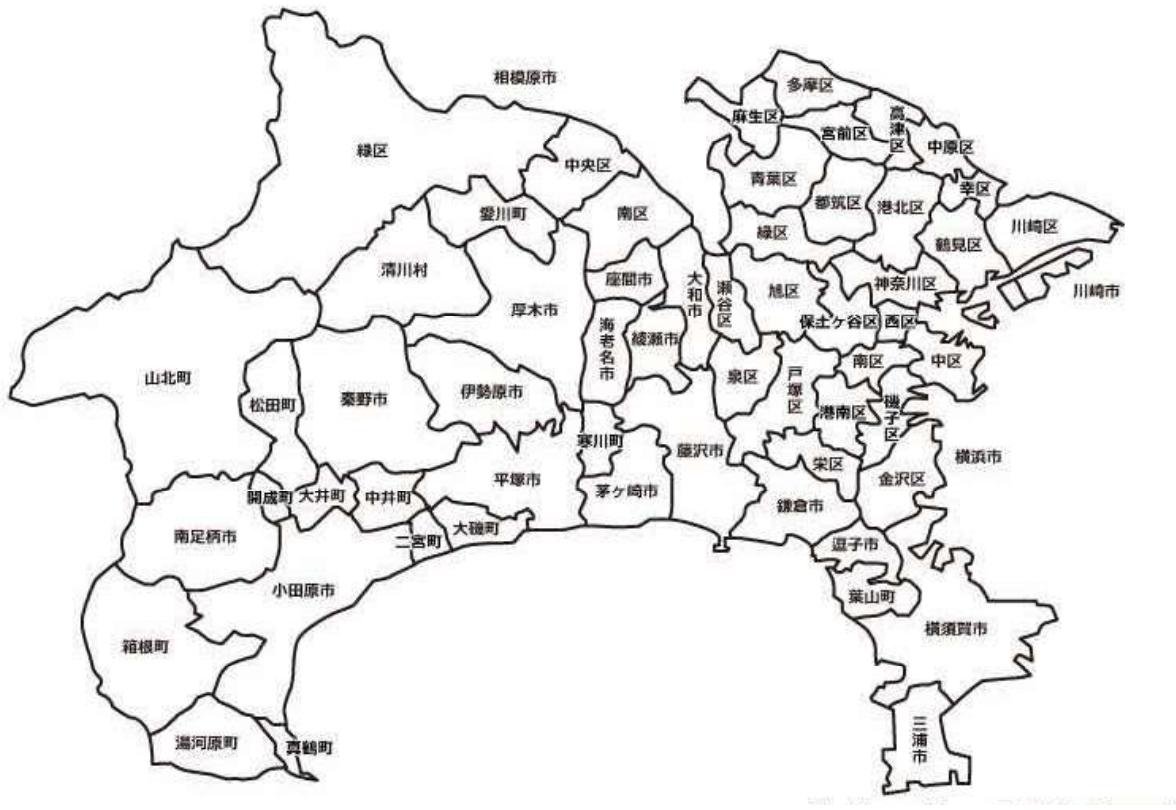 相模原市
緑区
中央区
愛川町
南区
清川村
座間市
大和市
厚木市
海老名市
綾瀬市
山北町
松田町
秦野市
伊勢原市
寒川町
藤沢市
平塚市
茅ヶ崎市
開成町
大井町
中井町
南足柄市
二宮町
大磯町
小田原市
箱根町
湯河原町
真鶴町
多摩区
麻生区
宮前区
高津区
中原区
青葉区
都筑区
港北区
幸区
川崎区
緑区
鶴見区
川崎市
瀬谷区
旭区
神奈川区
保土ヶ谷区
西区
泉区
戸塚区
南区
中区
港南区
磯子区
横浜市
栄区
金沢区
鎌倉市
逗子市
葉山町
横須賀市
三浦市